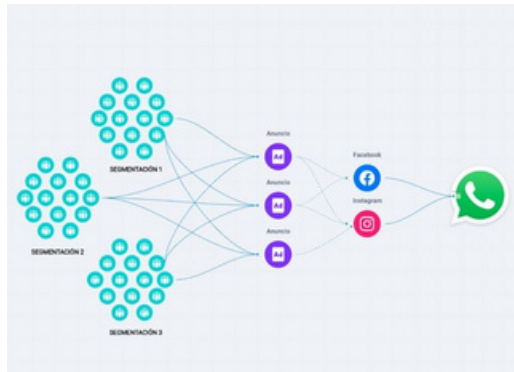 Anuncio
SEGMENTACIÓN 1
Facebook
Ad
Anuncio
Instagram
Ad
SEGMENTACIÓN 2
Anuncio
Ad
SEGMENTACIÓN 3